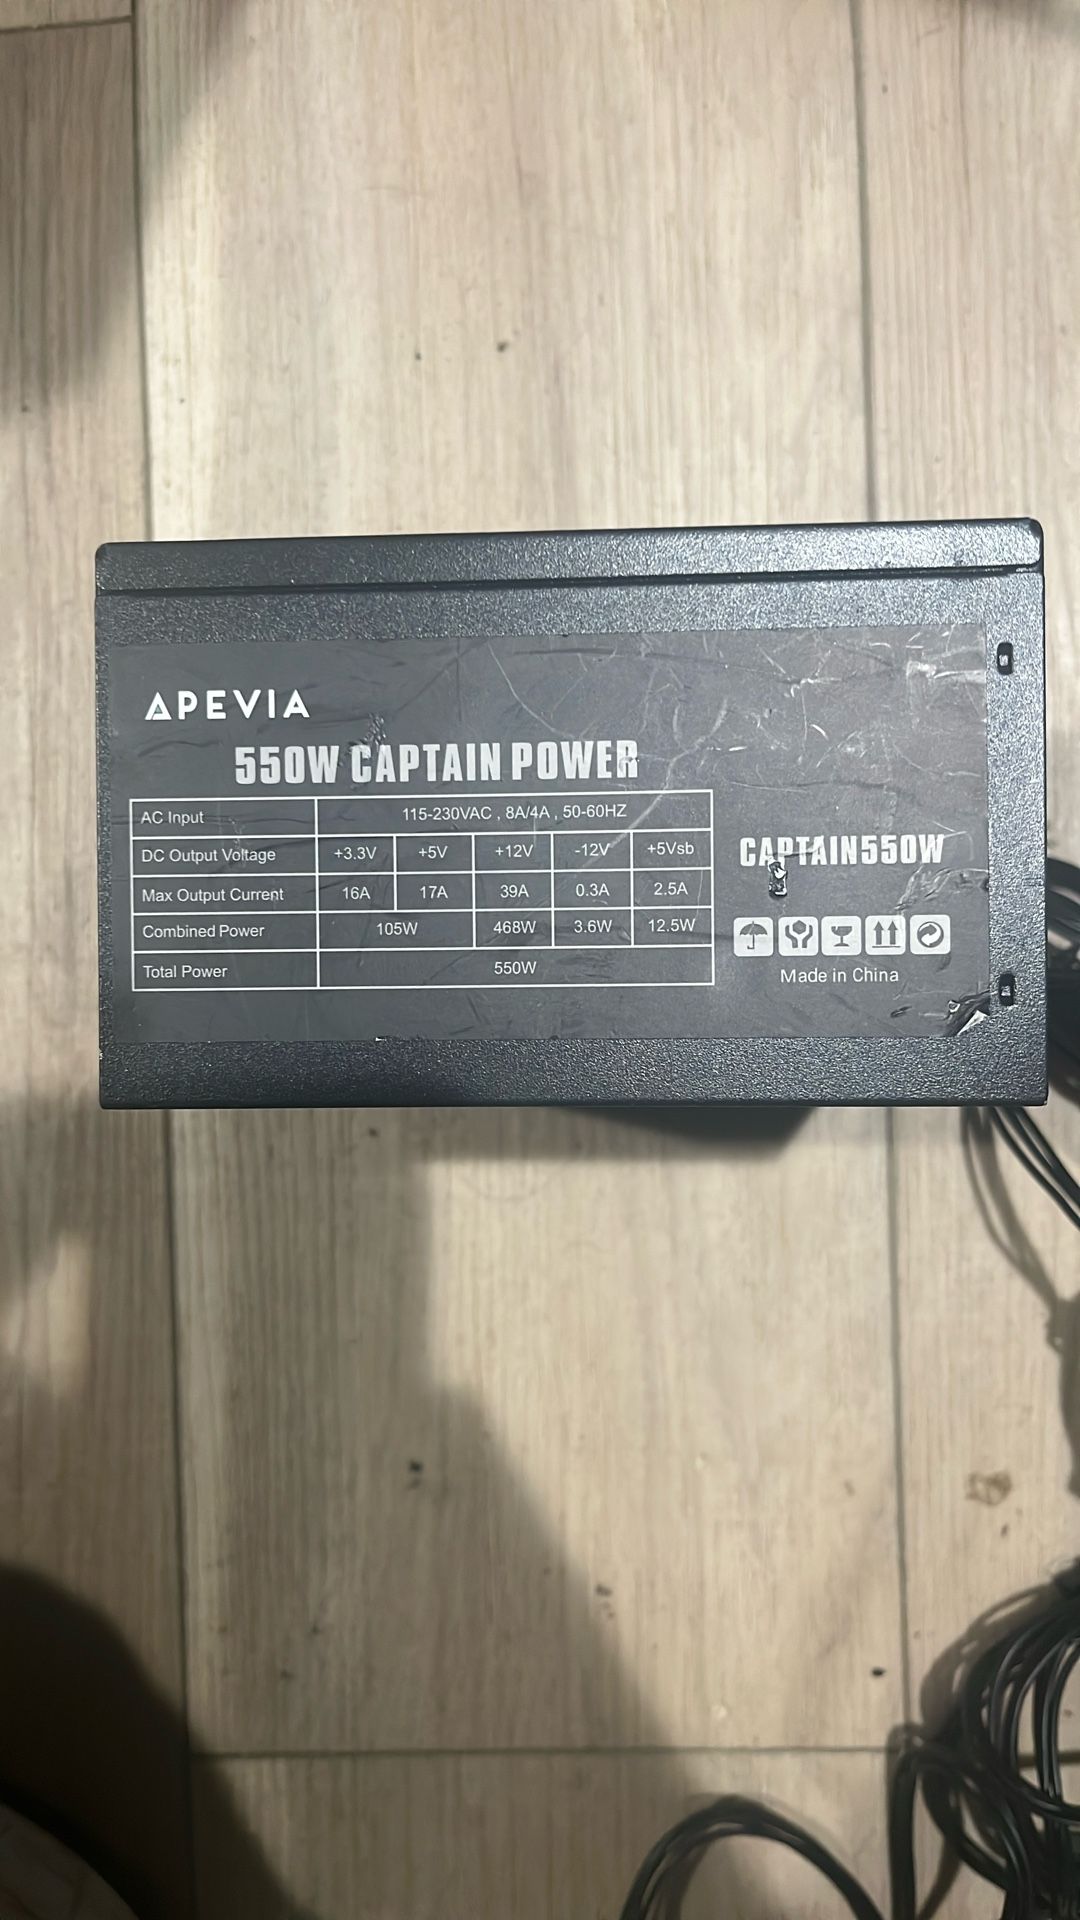 APEVIA
550W CAPTAIN POWER
AC Input 115-230VAC , 8A/4A , 50-60HZ
DC Output Voltage +3.3V +5V +12V -12V +5Vsb
Max Output Current 16A 17A 39A 0.3A 2.5A
Combined Power 105W 468W 3.6W 12.5W
Total Power 550W
CAPTAIN550W
Made in China